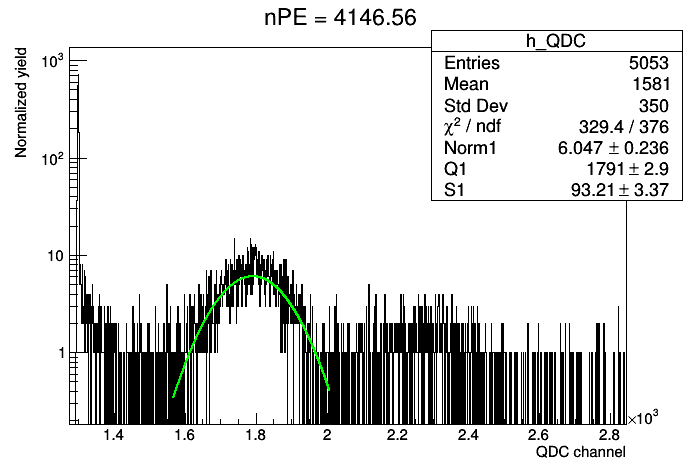 nPE = 4146.56
h_QDC
Entries 5053
Mean 1581
Std Dev 350
χ² / ndf 329.4 / 376
Norm1 6.047 ± 0.236
Q1 1791 ± 2.9
S1 93.21 ± 3.37
Normalized yield
10³
10²
10
1
1.4 1.6 1.8 2 2.2 2.4 2.6 2.8
×10³
QDC channel